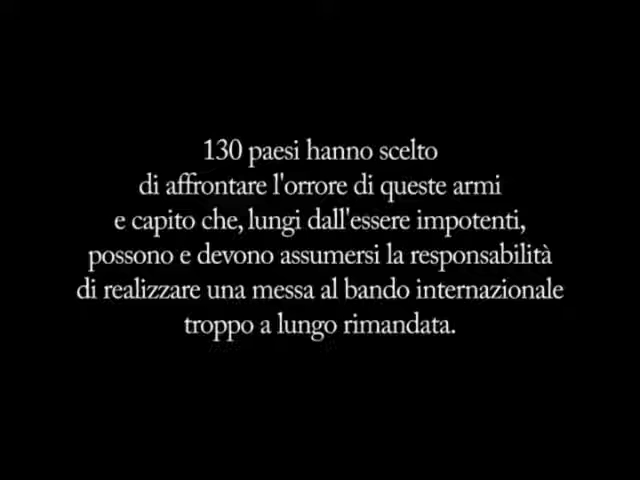 130 paesi hanno scelto
di affrontare l'orrore di queste armi
e capito che, lungi dall'essere impotenti,
possono e devono assumersi la responsabilità
di realizzare una messa al bando internazionale
troppo a lungo rimandata.